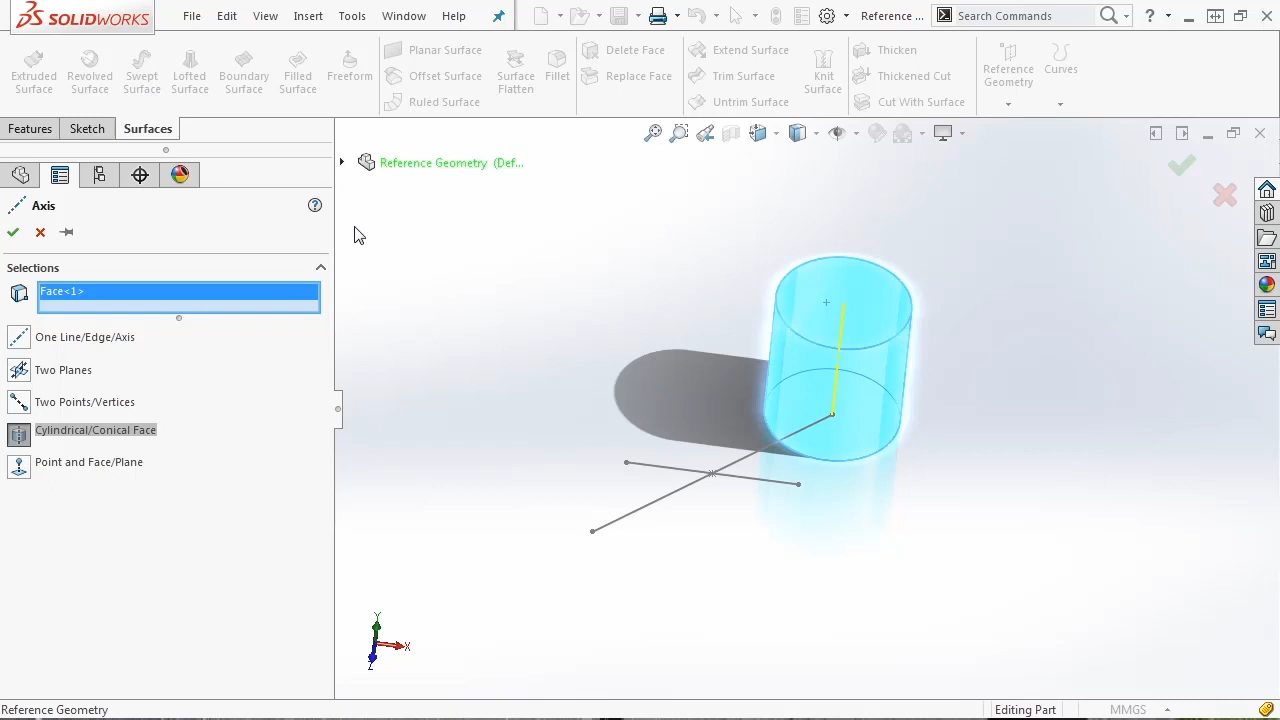 SOLIDWORKS File Edit View Insert Tools Window Help Reference ... Search Commands ?
Extruded Surface Revolved Surface Swept Surface Lofted Surface Boundary Surface Filled Surface Freeform
Planar Surface
Offset Surface
Ruled Surface
Surface Flatten Fillet
Delete Face
Replace Face
Extend Surface
Trim Surface
Untrim Surface
Knit Surface
Thicken
Thickened Cut
Cut With Surface
Reference Geometry Curves
Features Sketch Surfaces
Reference Geometry (Def...
Axis
Selections
Face<1>
One Line/Edge/Axis
Two Planes
Two Points/Vertices
Cylindrical/Conical Face
Point and Face/Plane
Y
X
Z
Reference Geometry Editing Part MMGS